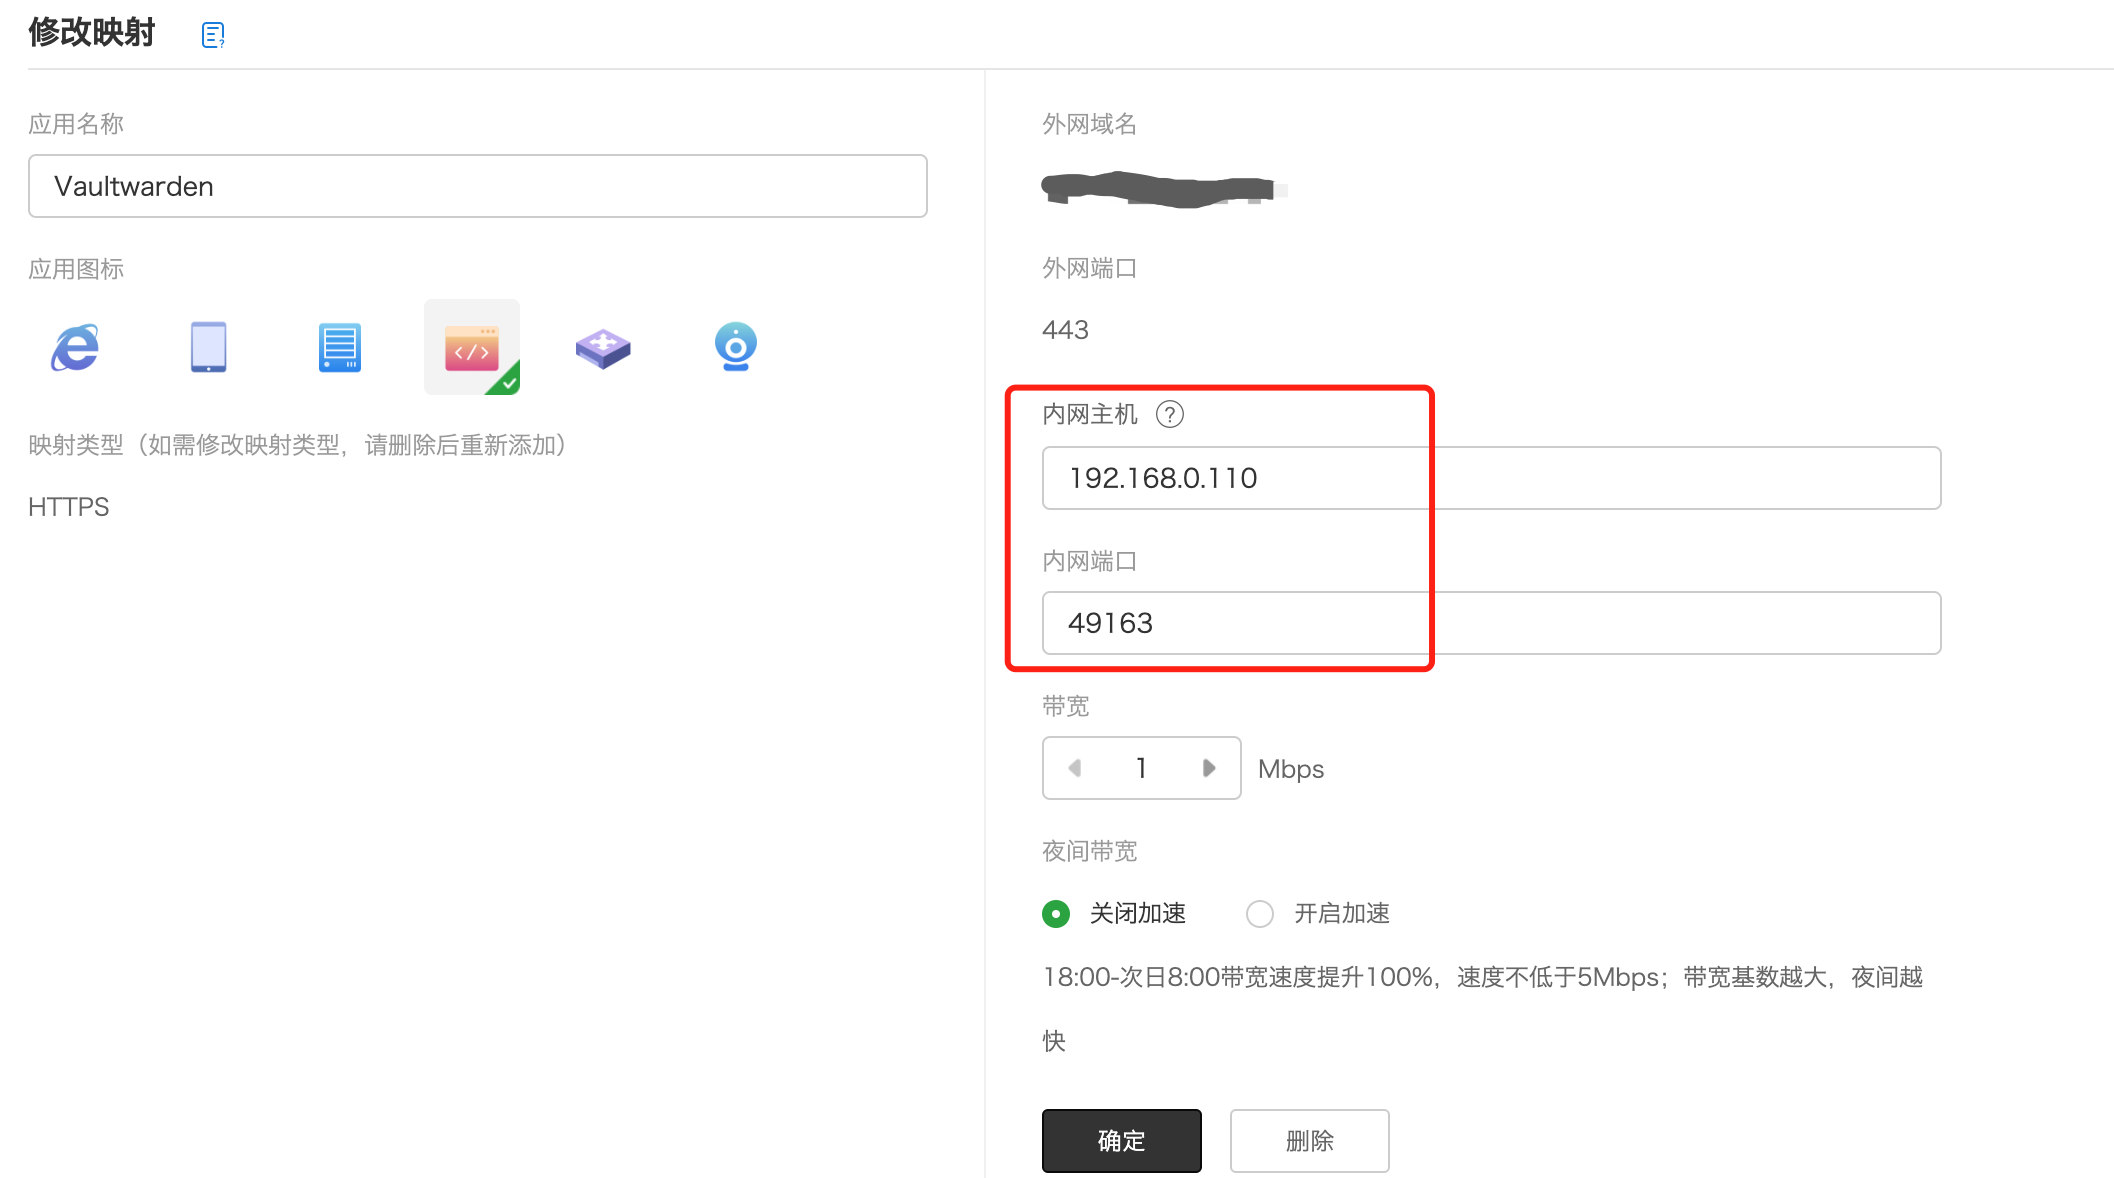 修改映射
应用名称
Vaultwarden
应用图标
映射类型（如需修改映射类型，请删除后重新添加）
HTTPS
外网域名
外网端口
443
内网主机 ?
192.168.0.110
内网端口
49163
带宽
1 Mbps
夜间带宽
关闭加速 开启加速
18:00-次日8:00带宽速度提升100%，速度不低于5Mbps；带宽基数越大，夜间越
快
确定 删除